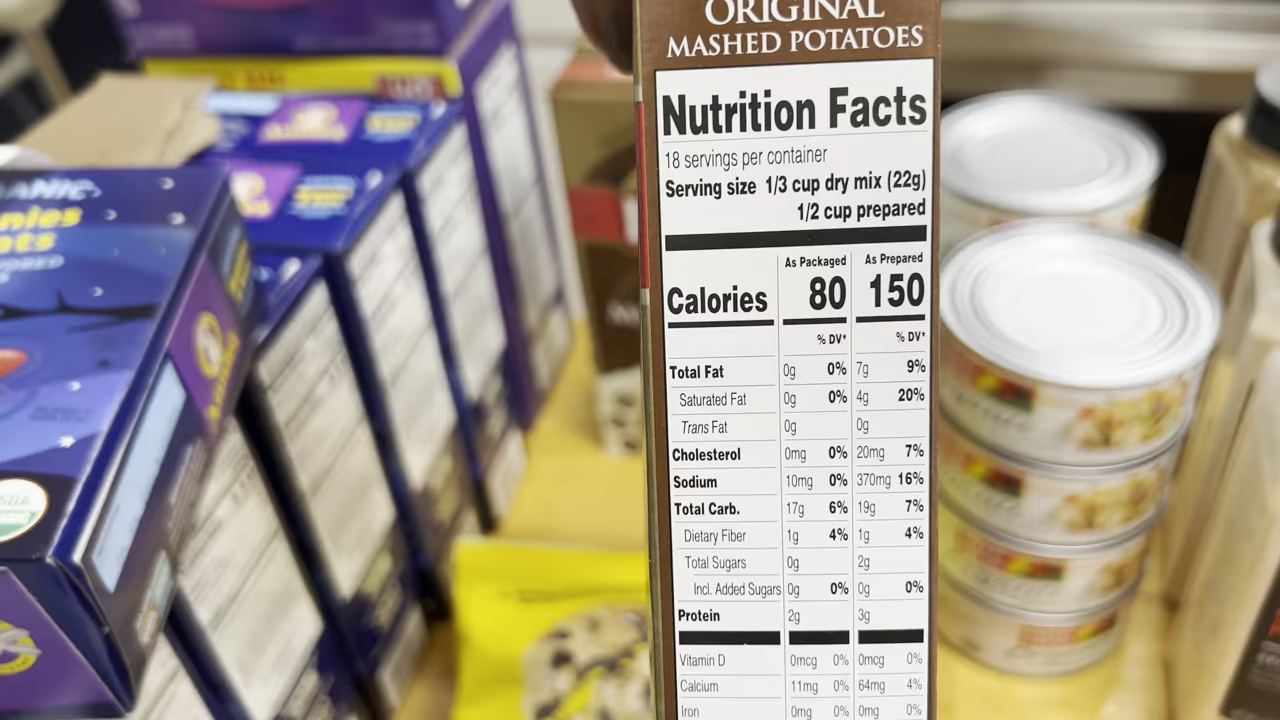 ORIGINAL
MASHED POTATOES
Nutrition Facts
18 servings per container
Serving size 1/3 cup dry mix (22g)
1/2 cup prepared
As Packaged As Prepared
Calories 80 150
% DV* % DV*
Total Fat 0g 0% 7g 9%
Saturated Fat 0g 0% 4g 20%
Trans Fat 0g 0g
Cholesterol 0mg 0% 20mg 7%
Sodium 10mg 0% 370mg 16%
Total Carb. 17g 6% 19g 7%
Dietary Fiber 1g 4% 1g 4%
Total Sugars 0g 2g
Incl. Added Sugars 0g 0% 0g 0%
Protein 2g 3g
Vitamin D 0mcg 0% 0mcg 0%
Calcium 11mg 0% 64mg 4%
Iron 0mg 0% 0mg 0%